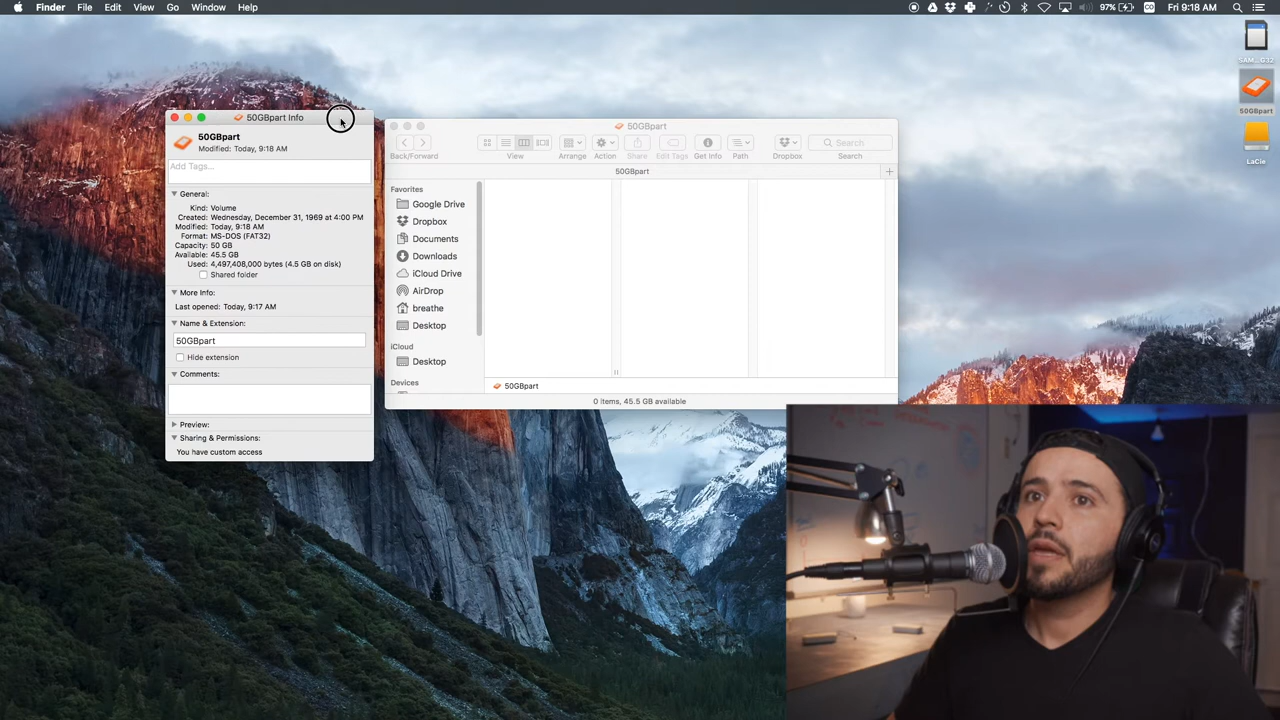 Finder File Edit View Go Window Help 97% Fri 9:18 AM
50GBpart Info
50GBpart
Modified: Today, 9:18 AM
Add Tags...
General:
Kind: Volume
Created: Wednesday, December 31, 1969 at 4:00 PM
Modified: Today, 9:18 AM
Format: MS-DOS (FAT32)
Capacity: 50 GB
Available: 45.5 GB
Used: 4,497,408,000 bytes (4.5 GB on disk)
Shared folder
More Info:
Last opened: Today, 9:17 AM
Name & Extension:
50GBpart
Hide extension
Comments:
Preview:
Sharing & Permissions:
You have custom access
50GBpart
Search
Back/Forward View Arrange Action Share Edit Tags Get Info Path Dropbox Search
50GBpart
Favorites
Google Drive
Dropbox
Documents
Downloads
iCloud Drive
AirDrop
breathe
Desktop
iCloud
Desktop
Devices
50GBpart
0 items, 45.5 GB available
50GBpart
LaCie